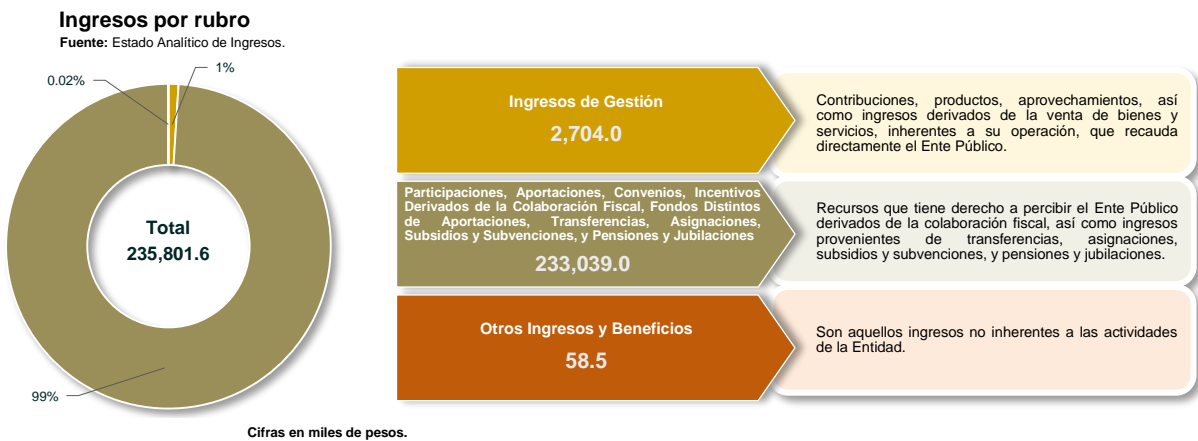 Ingresos por rubro
Fuente: Estado Analítico de Ingresos.
0.02%
1%
Total
235,801.6
99%
Ingresos de Gestión
2,704.0
Contribuciones, productos, aprovechamientos, así
como ingresos derivados de la venta de bienes y
servicios, inherentes a su operación, que recauda
directamente el Ente Público.
Participaciones, Aportaciones, Convenios, Incentivos
Derivados de la Colaboración Fiscal, Fondos Distintos
de Aportaciones, Transferencias, Asignaciones,
Subsidios y Subvenciones, y Pensiones y Jubilaciones
233,039.0
Recursos que tiene derecho a percibir el Ente Público
derivados de la colaboración fiscal, así como ingresos
provenientes de transferencias, asignaciones,
subsidios y subvenciones, y pensiones y jubilaciones.
Otros Ingresos y Beneficios
58.5
Son aquellos ingresos no inherentes a las actividades
de la Entidad.
Cifras en miles de pesos.